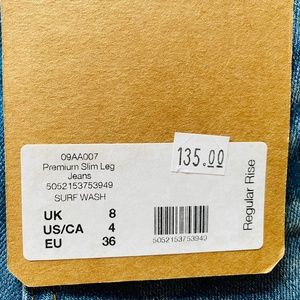 135.00
09AA007
Premium Slim Leg
Jeans
5052153753949
SURF WASH
UK 8
US/CA 4
EU 36
5052153753949
Regular Rise